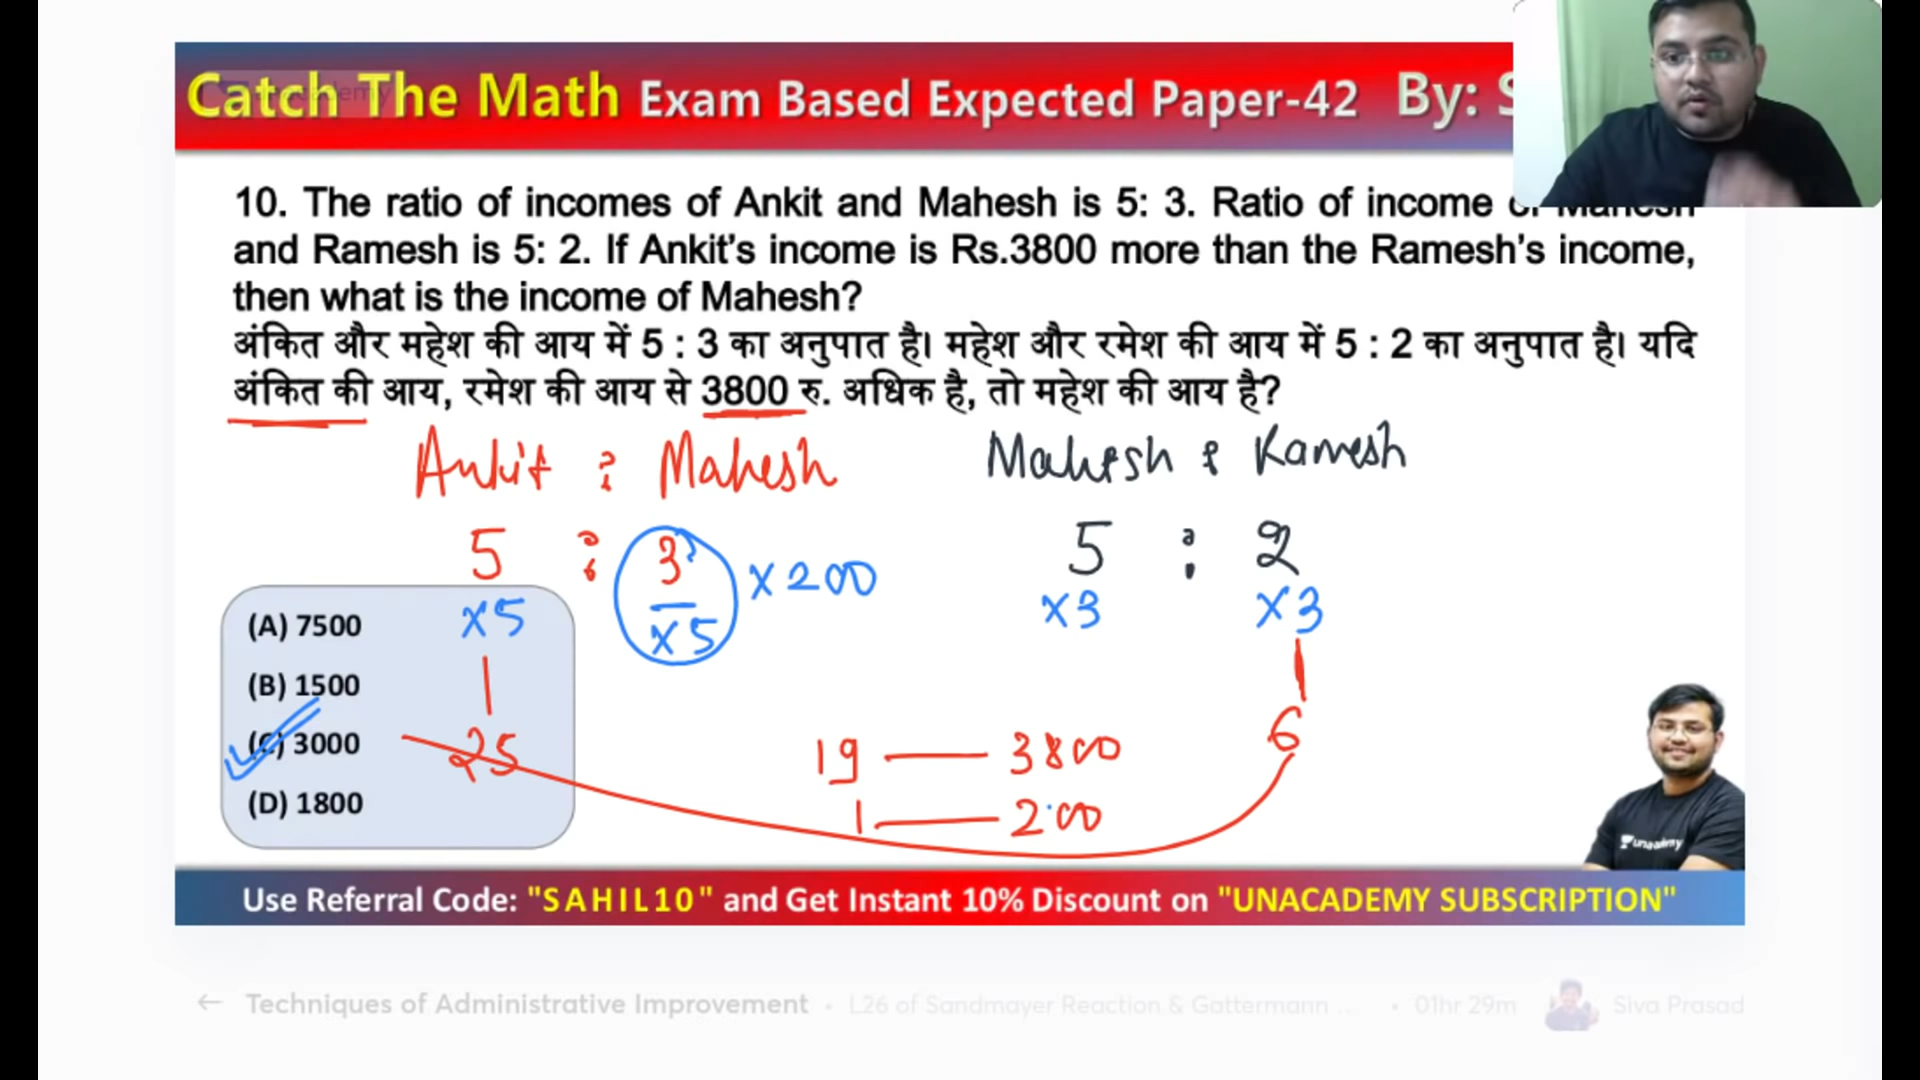 Catch The Math Exam Based Expected Paper-42 By: S
10. The ratio of incomes of Ankit and Mahesh is 5: 3. Ratio of income of Mahesh
and Ramesh is 5: 2. If Ankit’s income is Rs.3800 more than the Ramesh’s income,
then what is the income of Mahesh?
अंकित और महेश की आय में 5 : 3 का अनुपात है। महेश और रमेश की आय में 5 : 2 का अनुपात है। यदि
अंकित की आय, रमेश की आय से 3800 रु. अधिक है, तो महेश की आय है?
Ankit : Mahesh
Mahesh : Ramesh
5 : 3 × 200
5 : 2
×5 ×5
×3 ×3
(A) 7500
(B) 1500
(C) 3000
(D) 1800
25
6
19 — 3800
1 — 200
unacademy
Use Referral Code: "SAHIL10" and Get Instant 10% Discount on "UNACADEMY SUBSCRIPTION"
← Techniques of Administrative Improvement • L26 of Sandmayer Reaction & Gattermann ... • 01hr 29m Siva Prasad